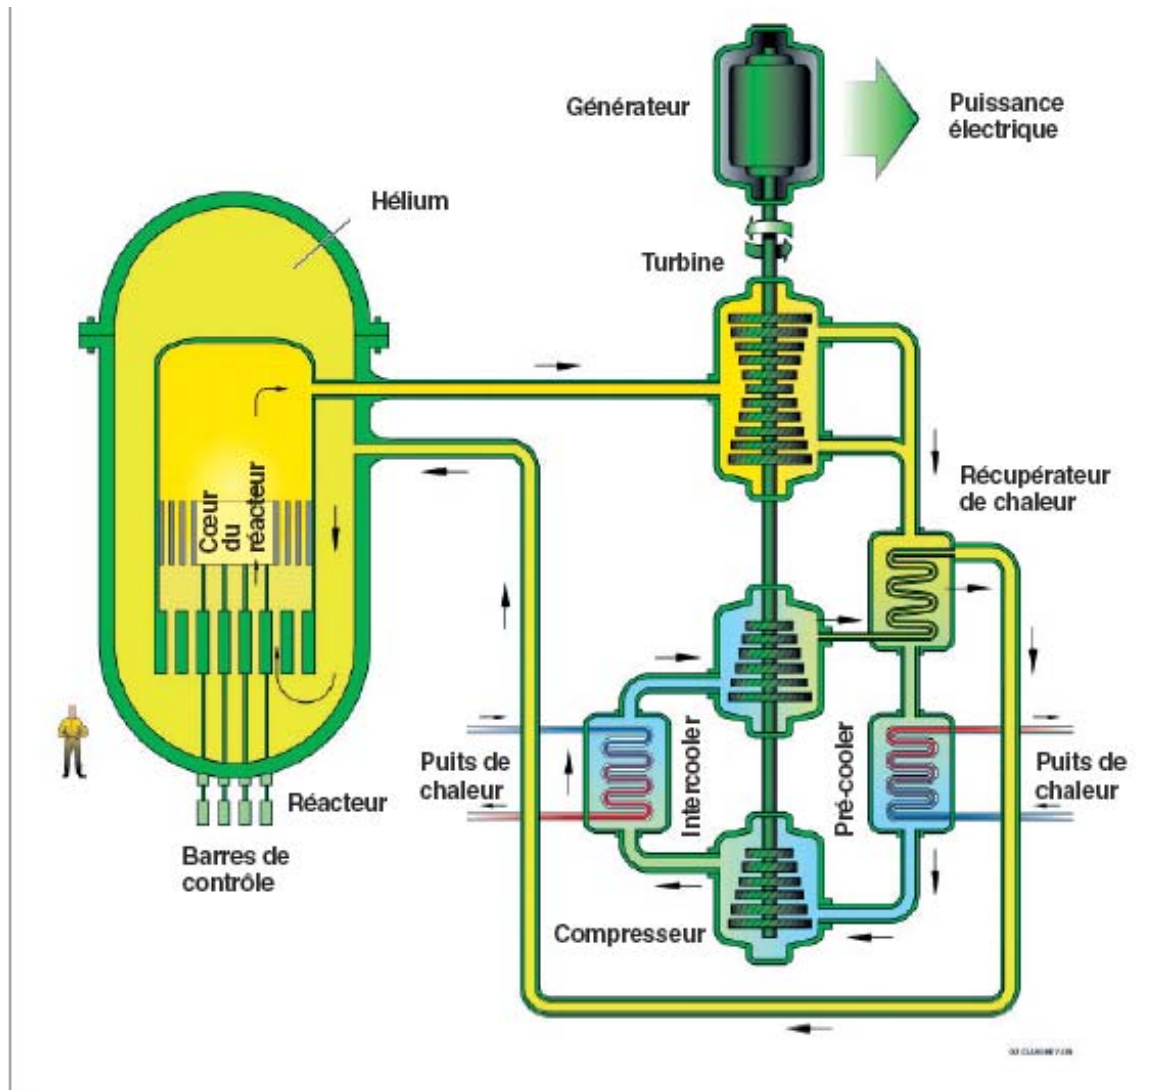 Générateur
Puissance
électrique
Hélium
Turbine
Récupérateur
de chaleur
Cœur du
réacteur
Puits de
chaleur
Intercooler
Pré-cooler
Puits de
chaleur
Réacteur
Barres de
contrôle
Compresseur